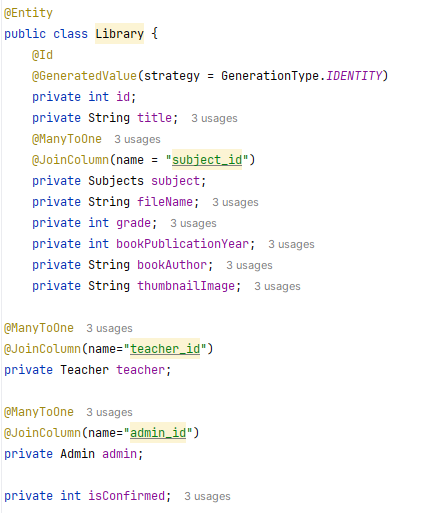 @Entity
public class Library {
    @Id
    @GeneratedValue(strategy = GenerationType.IDENTITY)
    private int id;
    private String title;  3 usages
    @ManyToOne  3 usages
    @JoinColumn(name = "subject_id")
    private Subjects subject;
    private String fileName;  3 usages
    private int grade;  3 usages
    private int bookPublicationYear;  3 usages
    private String bookAuthor;  3 usages
    private String thumbnailImage;  3 usages

@ManyToOne  3 usages
@JoinColumn(name="teacher_id")
private Teacher teacher;

@ManyToOne  3 usages
@JoinColumn(name="admin_id")
private Admin admin;

private int isConfirmed;  3 usages